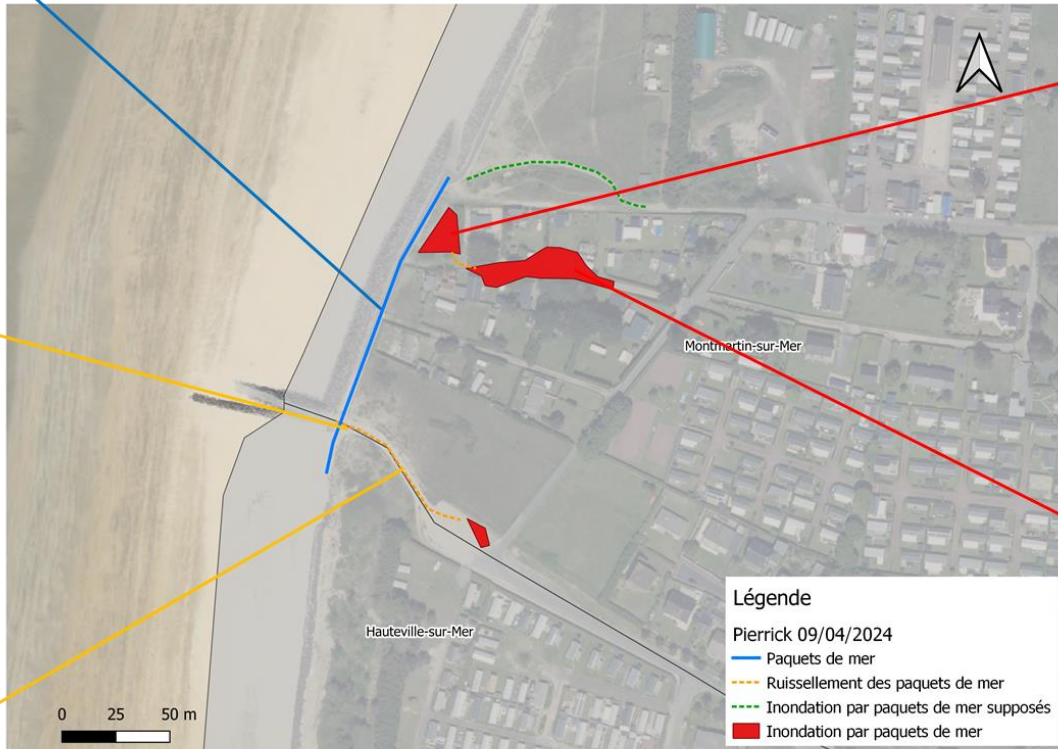 Montmartin-sur-Mer
Hauteville-sur-Mer
0 25 50 m
Légende
Pierrick 09/04/2024
Paquets de mer
Ruissellement des paquets de mer
Inondation par paquets de mer supposés
Inondation par paquets de mer